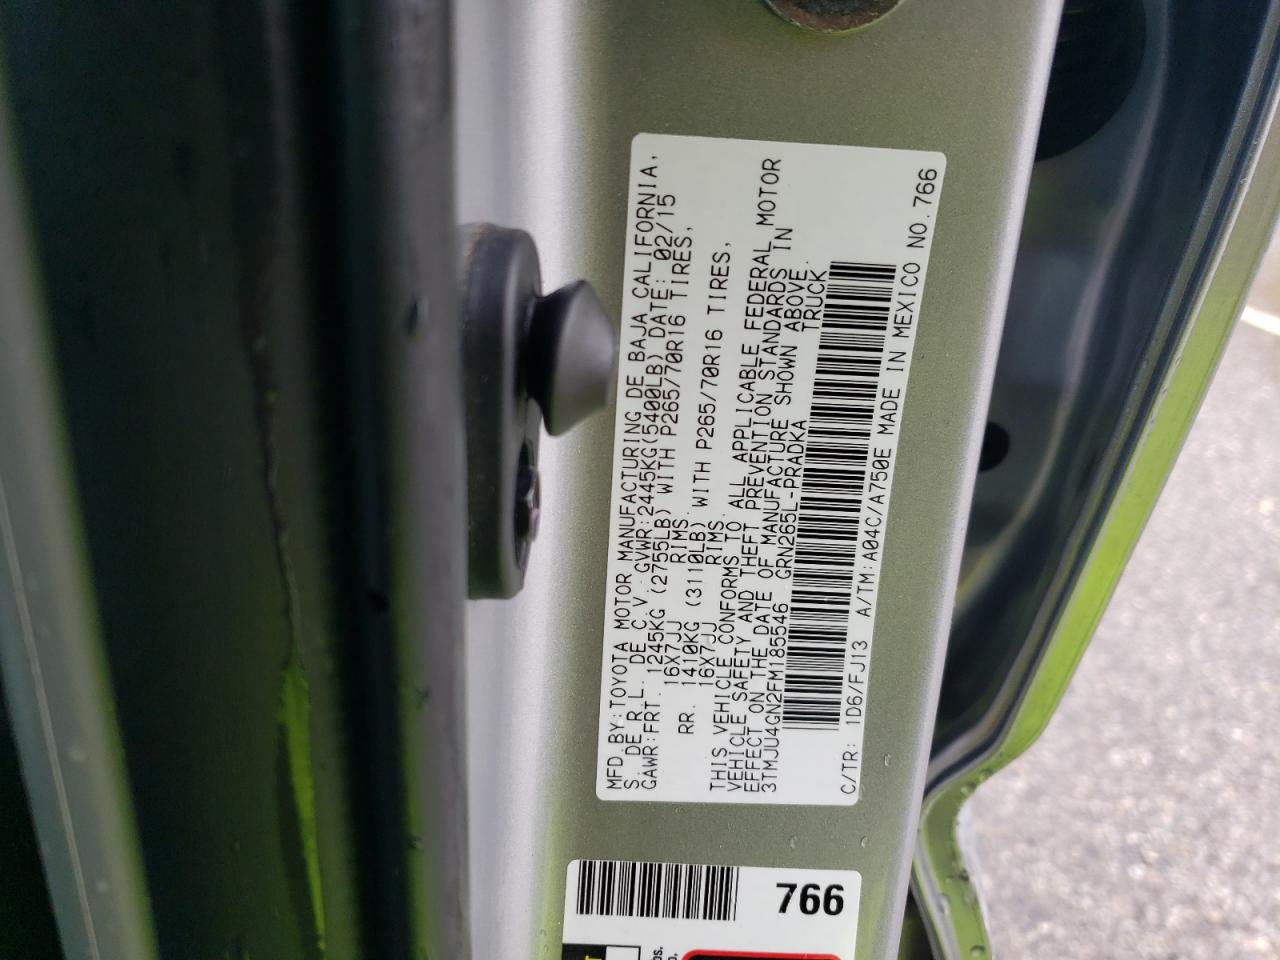 MFD.BY:TOYOTA MOTOR MANUFACTURING DE BAJA CALIFORNIA,
S. DE R.L. DE C.V. GVWR:2445KG(5400LB) DATE:02/15
GAWR:FRT. 1245KG (2755LB) WITH P265/70R16 TIRES,
16X7JJ RIMS.
RR. 1410KG (3110LB) WITH P265/70R16 TIRES,
16X7JJ RIMS.
THIS VEHICLE CONFORMS TO ALL APPLICABLE FEDERAL MOTOR
VEHICLE SAFETY AND THEFT PREVENTION STANDARDS IN
EFFECT ON THE DATE OF MANUFACTURE SHOWN ABOVE.
3TMJU4GN2FM185546 GRN265L-PRADKA TRUCK
C/TR: 1D6/FJ13 A/TM:A04C/A750E MADE IN MEXICO NO.766
766